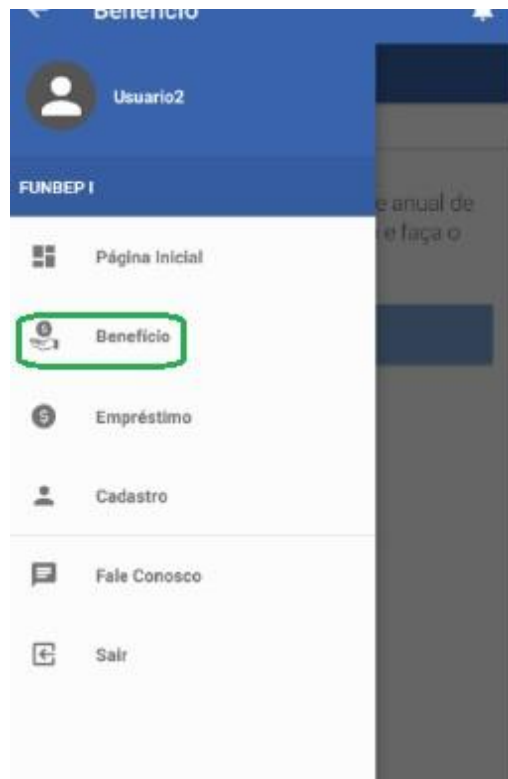 Benefício
Usuario2
FUNBEP I
e anual de
e faça o
Página Inicial
Benefício
Empréstimo
Cadastro
Fale Conosco
Sair